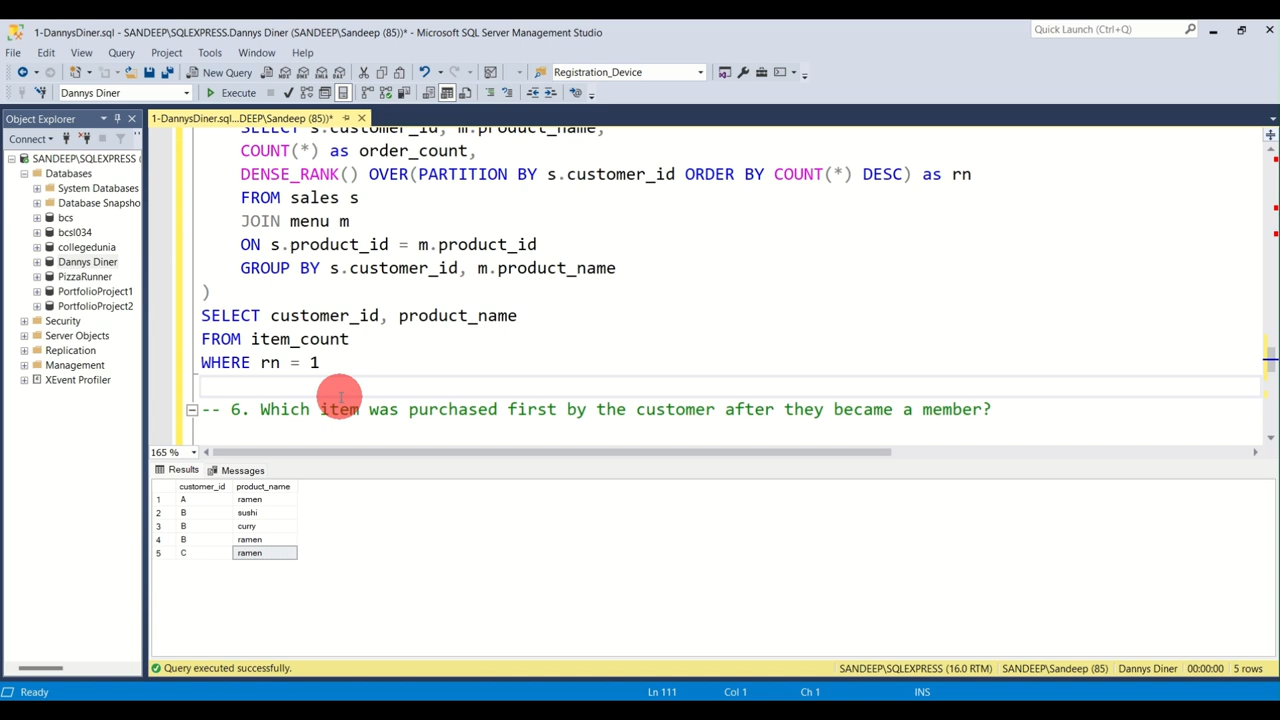 1-DannysDiner.sql - SANDEEP\SQLEXPRESS.Dannys Diner (SANDEEP\Sandeep (85))* - Microsoft SQL Server Management Studio
Quick Launch (Ctrl+Q)
File Edit View Query Project Tools Window Help
New Query
Registration_Device
Dannys Diner
Execute
Object Explorer
1-DannysDiner.sql...DEEP\Sandeep (85))*
Connect
SANDEEP\SQLEXPRESS (
Databases
System Databases
Database Snapsho
bcs
bcsl034
collegedunia
Dannys Diner
PizzaRunner
PortfolioProject1
PortfolioProject2
Security
Server Objects
Replication
Management
XEvent Profiler
SELECT s.customer_id, m.product_name,
COUNT(*) as order_count,
DENSE_RANK() OVER(PARTITION BY s.customer_id ORDER BY COUNT(*) DESC) as rn
FROM sales s
JOIN menu m
ON s.product_id = m.product_id
GROUP BY s.customer_id, m.product_name
)
SELECT customer_id, product_name
FROM item_count
WHERE rn = 1
-- 6. Which item was purchased first by the customer after they became a member?
165 %
Results Messages
customer_id product_name
1 A ramen
2 B sushi
3 B curry
4 B ramen
5 C ramen
Query executed successfully.
SANDEEP\SQLEXPRESS (16.0 RTM) SANDEEP\Sandeep (85) Dannys Diner 00:00:00 5 rows
Ready
Ln 111 Col 1 Ch 1 INS